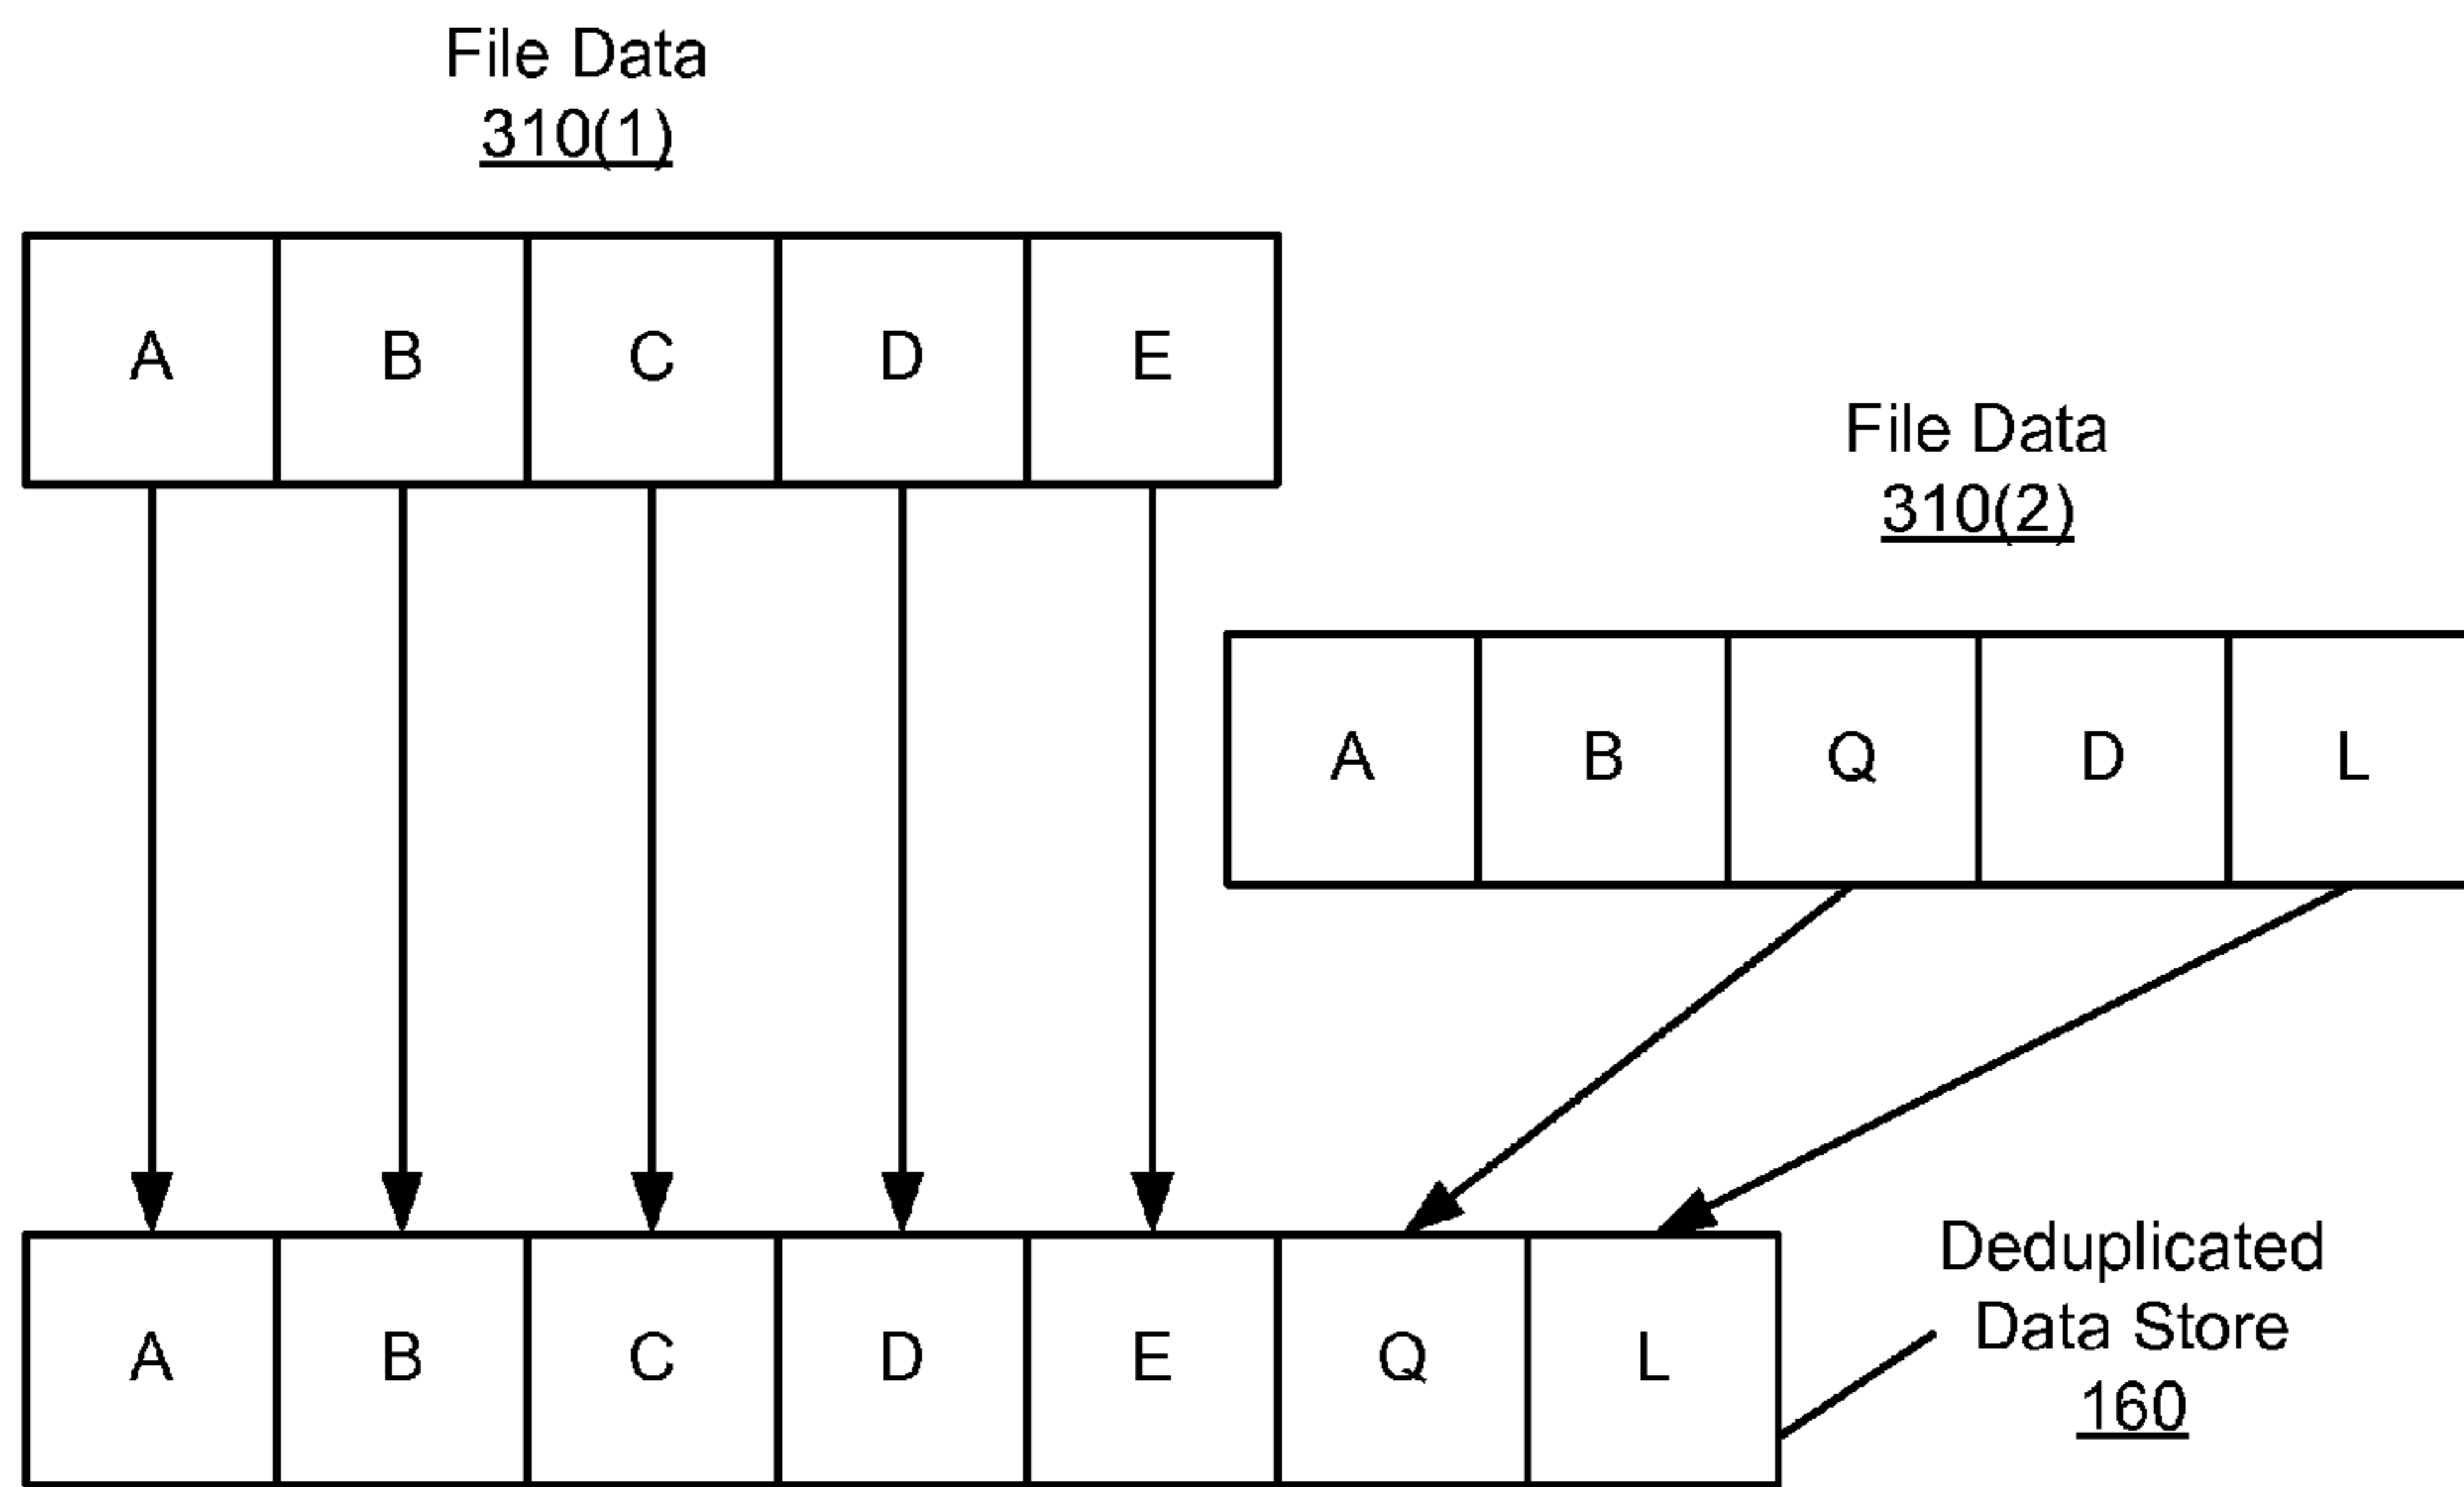 File Data
310(1)
A B C D E
File Data
310(2)
A B Q D L
A B C D E Q L
Deduplicated
Data Store
160